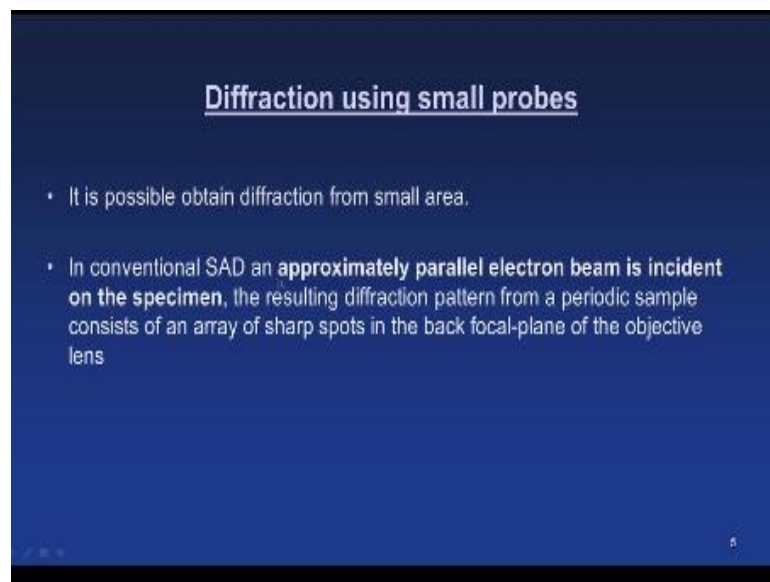 Diffraction using small probes
• It is possible obtain diffraction from small area.
• In conventional SAD an approximately parallel electron beam is incident
on the specimen, the resulting diffraction pattern from a periodic sample
consists of an array of sharp spots in the back focal-plane of the objective
lens